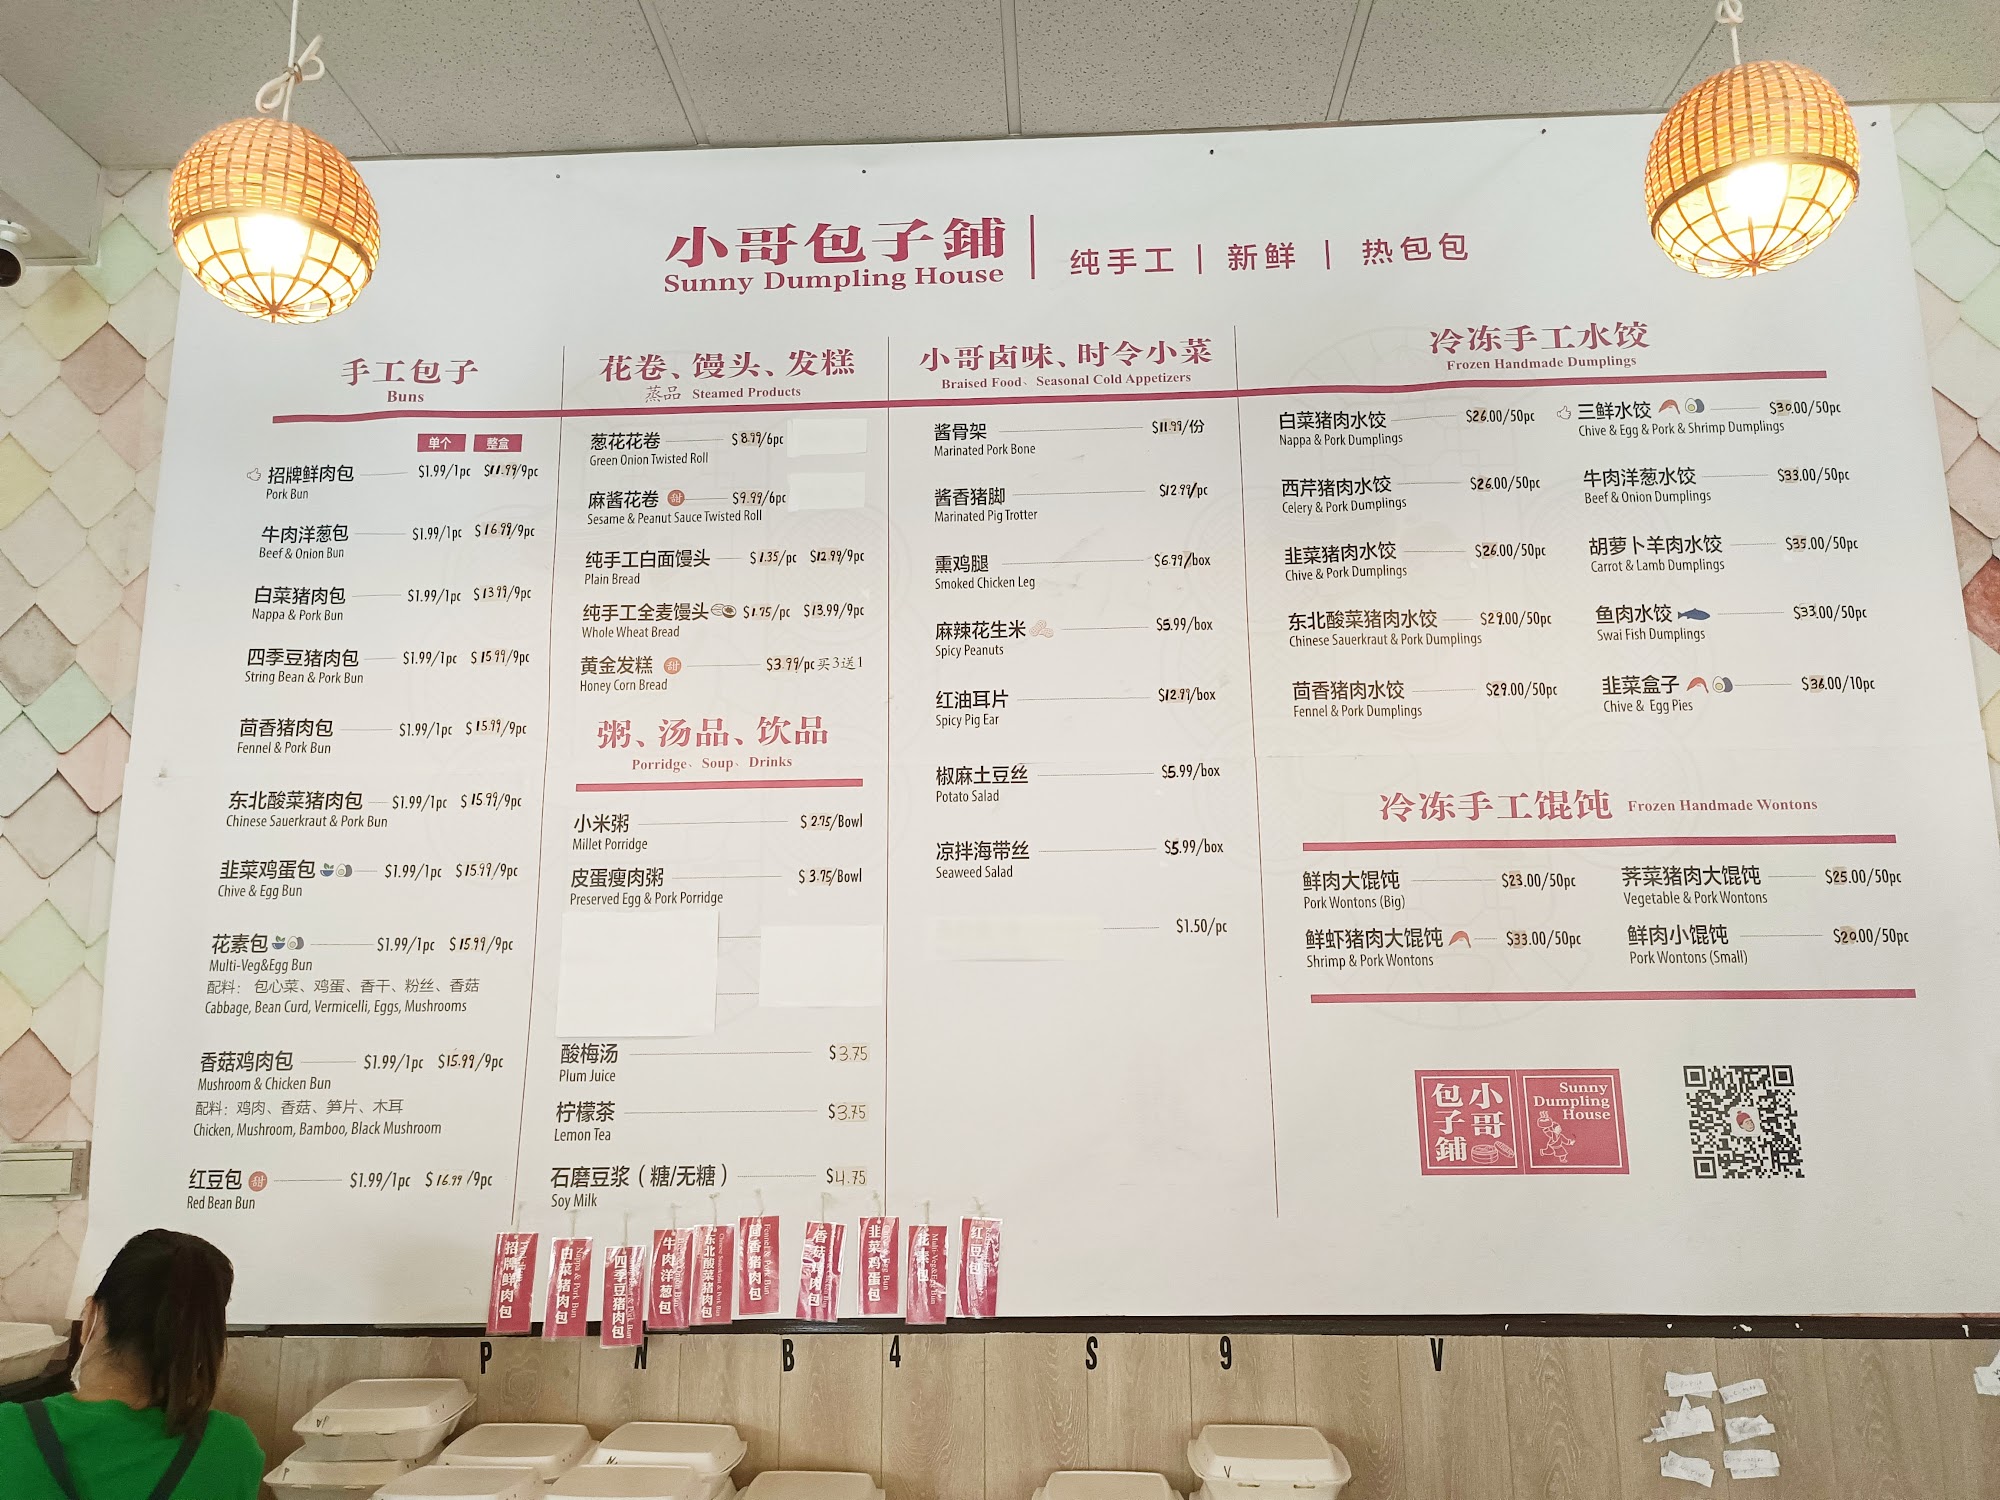 小哥包子鋪
Sunny Dumpling House
纯手工 | 新鲜 | 热包包
手工包子
Buns
单个 整盒
招牌鲜肉包 $1.99/1pc $11.99/9pc
Pork Bun
牛肉洋葱包 $1.99/1pc $16.99/9pc
Beef & Onion Bun
白菜猪肉包 $1.99/1pc $13.99/9pc
Nappa & Pork Bun
四季豆猪肉包 $1.99/1pc $15.99/9pc
String Bean & Pork Bun
茴香猪肉包 $1.99/1pc $15.99/9pc
Fennel & Pork Bun
东北酸菜猪肉包 $1.99/1pc $15.99/9pc
Chinese Sauerkraut & Pork Bun
韭菜鸡蛋包 $1.99/1pc $15.99/9pc
Chive & Egg Bun
花素包 $1.99/1pc $15.99/9pc
Multi-Veg&Egg Bun
配料： 包心菜、鸡蛋、香干、粉丝、香菇
Cabbage, Bean Curd, Vermicelli, Eggs, Mushrooms
香菇鸡肉包 $1.99/1pc $15.99/9pc
Mushroom & Chicken Bun
配料：鸡肉、香菇、笋片、木耳
Chicken, Mushroom, Bamboo, Black Mushroom
红豆包 甜 $1.99/1pc $16.99/9pc
Red Bean Bun
花卷、馒头、发糕
蒸品 Steamed Products
葱花花卷 $8.99/6pc
Green Onion Twisted Roll
麻酱花卷 甜 $9.99/6pc
Sesame & Peanut Sauce Twisted Roll
纯手工白面馒头 $1.35/pc $12.99/9pc
Plain Bread
纯手工全麦馒头 $1.75/pc $13.99/9pc
Whole Wheat Bread
黄金发糕 甜 $3.99/pc 买3送1
Honey Corn Bread
粥、汤品、饮品
Porridge、Soup、Drinks
小米粥 $2.75/Bowl
Millet Porridge
皮蛋瘦肉粥 $3.75/Bowl
Preserved Egg & Pork Porridge
酸梅汤 $3.75
Plum Juice
柠檬茶 $3.75
Lemon Tea
石磨豆浆（糖/无糖） $4.75
Soy Milk
小哥卤味、时令小菜
Braised Food、Seasonal Cold Appetizers
酱骨架 $11.99/份
Marinated Pork Bone
酱香猪脚 $12.99/pc
Marinated Pig Trotter
熏鸡腿 $6.99/box
Smoked Chicken Leg
麻辣花生米 $5.99/box
Spicy Peanuts
红油耳片 $12.99/box
Spicy Pig Ear
椒麻土豆丝 $5.99/box
Potato Salad
凉拌海带丝 $5.99/box
Seaweed Salad
$1.50/pc
冷冻手工水饺
Frozen Handmade Dumplings
白菜猪肉水饺 $26.00/50pc
Nappa & Pork Dumplings
西芹猪肉水饺 $26.00/50pc
Celery & Pork Dumplings
韭菜猪肉水饺 $26.00/50pc
Chive & Pork Dumplings
东北酸菜猪肉水饺 $29.00/50pc
Chinese Sauerkraut & Pork Dumplings
茴香猪肉水饺 $29.00/50pc
Fennel & Pork Dumplings
三鲜水饺 $30.00/50pc
Chive & Egg & Pork & Shrimp Dumplings
牛肉洋葱水饺 $33.00/50pc
Beef & Onion Dumplings
胡萝卜羊肉水饺 $35.00/50pc
Carrot & Lamb Dumplings
鱼肉水饺 $33.00/50pc
Swai Fish Dumplings
韭菜盒子 $36.00/10pc
Chive & Egg Pies
冷冻手工馄饨 Frozen Handmade Wontons
鲜肉大馄饨 $23.00/50pc
Pork Wontons (Big)
鲜虾猪肉大馄饨 $33.00/50pc
Shrimp & Pork Wontons
荠菜猪肉大馄饨 $25.00/50pc
Vegetable & Pork Wontons
鲜肉小馄饨 $20.00/50pc
Pork Wontons (Small)
小哥
包子鋪
Sunny
Dumpling
House
招牌鲜肉包
白菜猪肉包
Nappa & Pork Bun
四季豆猪肉包
牛肉洋葱包
东北酸菜猪肉包
Chinese Sauerkraut & Pork Bun
茴香猪肉包
Fennel & Pork Bun
香菇鸡肉包
韭菜鸡蛋包
花素包
Multi-Veg&Egg Bun
红豆包
P N B 4 S 9 V
V